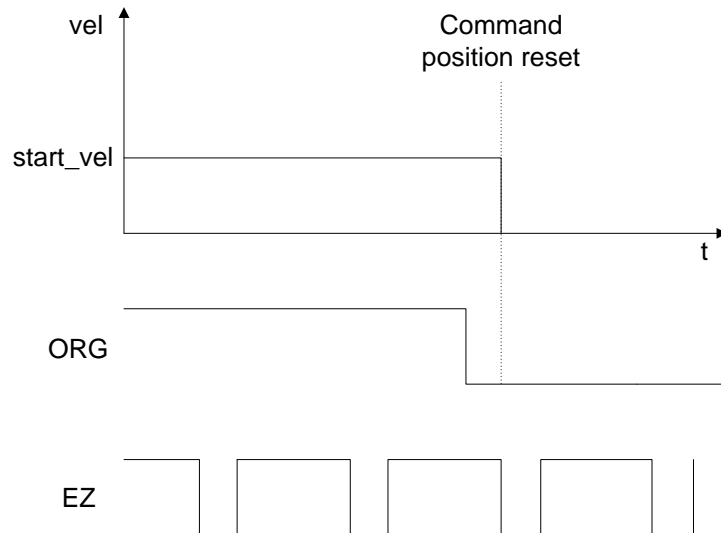 vel
Command
position reset
start_vel
t
ORG
EZ